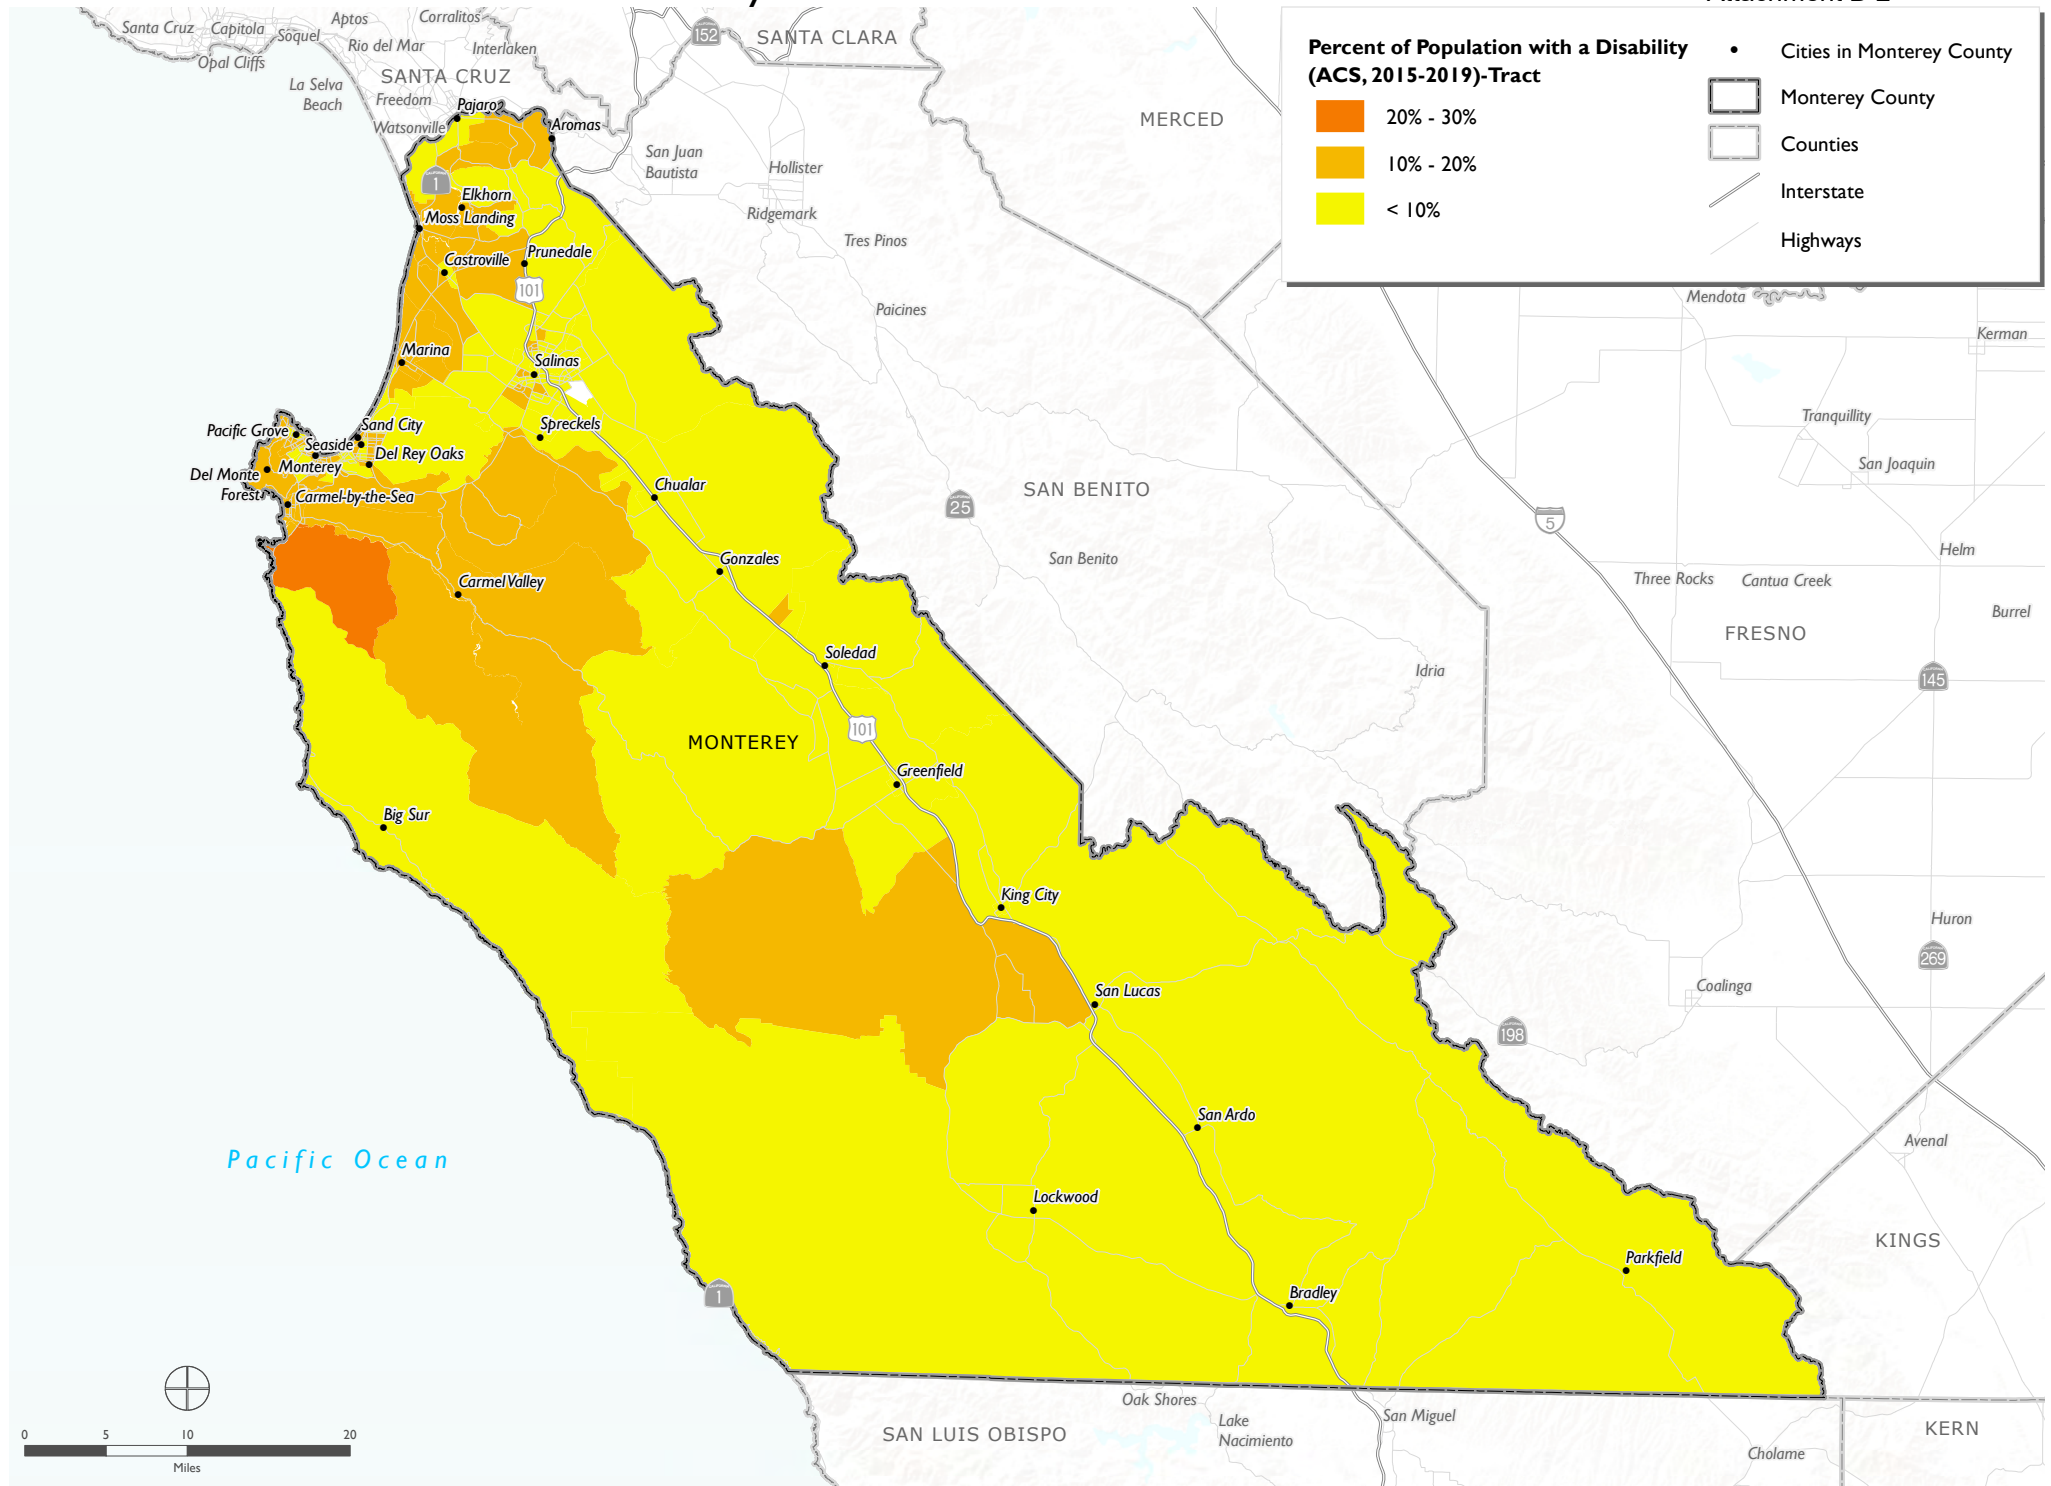 Percent of Population with a Disability
(ACS, 2015-2019)-Tract
20% - 30%
10% - 20%
< 10%
Cities in Monterey County
Monterey County
Counties
Interstate
Highways
Santa Cruz
Capitola
Soquel
Aptos
Corralitos
Opal Cliffs
Rio del Mar
Interlaken
La Selva
Beach
SANTA CRUZ
Freedom
Watsonville
Pajaro
Aromas
152
SANTA CLARA
MERCED
San Juan
Bautista
Hollister
Ridgemark
Tres Pinos
Paicines
1
Elkhorn
Moss Landing
Castroville
Prunedale
101
Marina
Salinas
Pacific Grove
Sand City
Seaside
Spreckels
Monterey
Del Rey Oaks
Del Monte
Forest
Carmel-by-the-Sea
Chualar
Gonzales
Carmel Valley
Soledad
MONTEREY
101
Greenfield
Big Sur
King City
San Lucas
San Ardo
Lockwood
Bradley
Parkfield
SAN BENITO
25
San Benito
Idria
Mendota
Kerman
Tranquillity
San Joaquin
5
Helm
Three Rocks
Cantua Creek
Burrel
FRESNO
145
Huron
269
Coalinga
198
Avenal
KINGS
Pacific Ocean
1
0
5
10
20
Miles
SAN LUIS OBISPO
Oak Shores
Lake
Nacimiento
San Miguel
Cholame
KERN